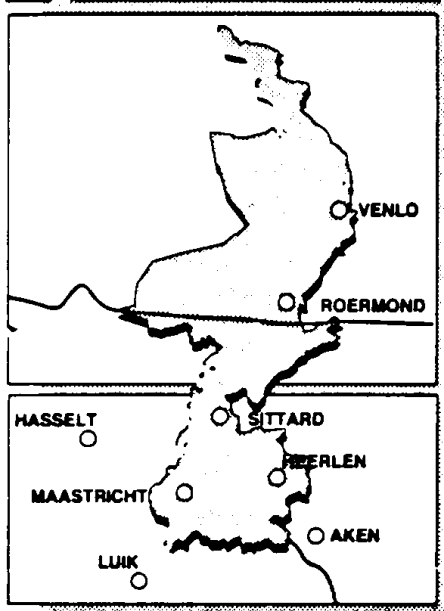 VENLO
ROERMOND
HASSELT
SITTARD
HEERLEN
MAASTRICHT
AKEN
LUIK